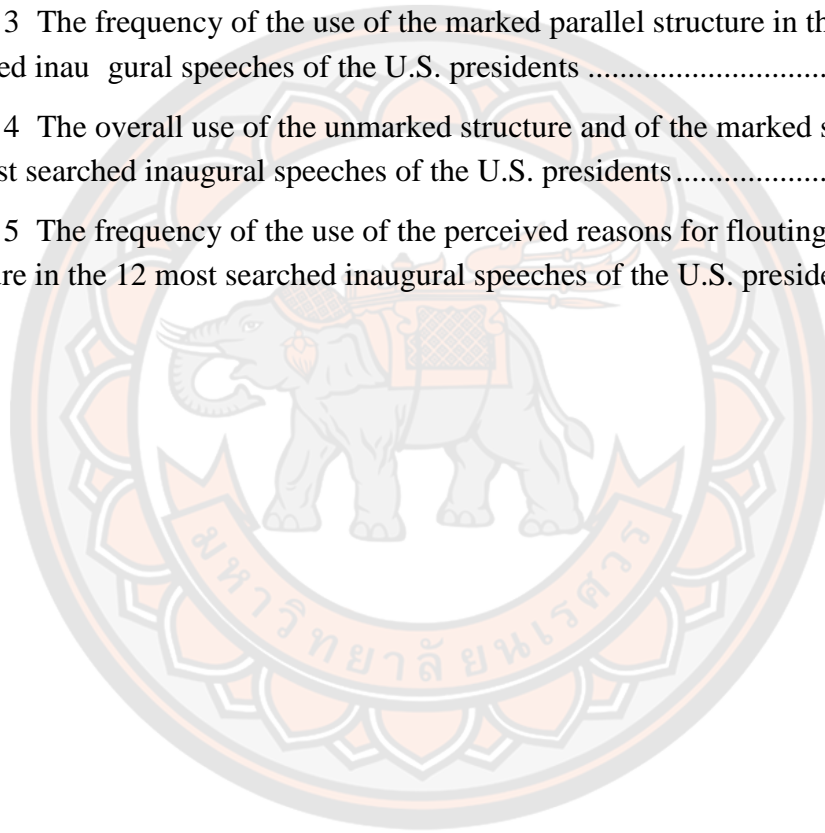 3 The frequency of the use of the marked parallel structure in th
ed inau gural speeches of the U.S. presidents ..............................
4 The overall use of the unmarked structure and of the marked s
st searched inaugural speeches of the U.S. presidents...................
5 The frequency of the use of the perceived reasons for flouting
re in the 12 most searched inaugural speeches of the U.S. preside
มหาวิทยาลัยนเรศวร